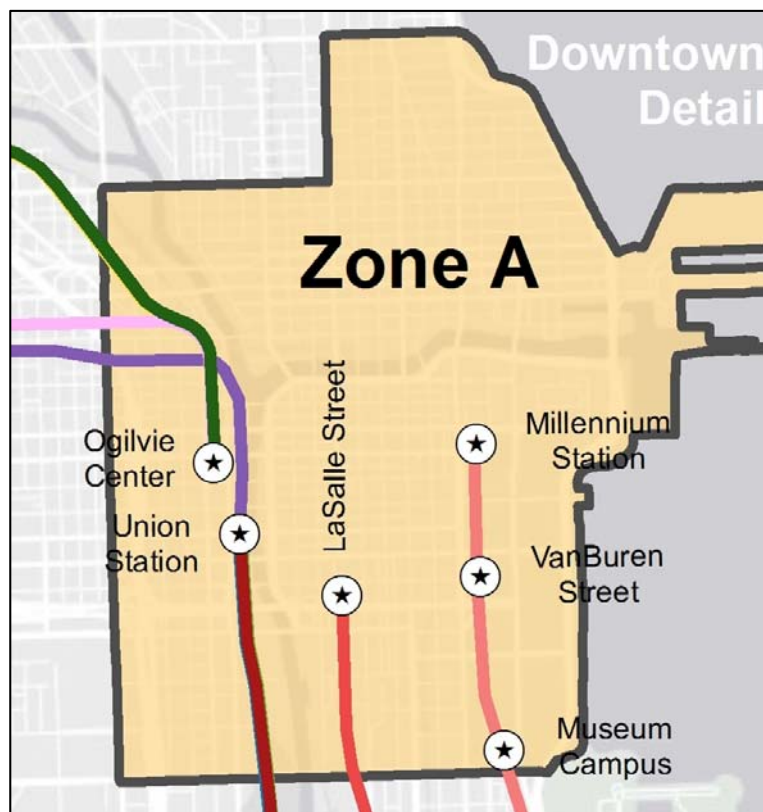 Downtown
Detail
Zone A
LaSalle Street
Ogilvie
Center
Millennium
Station
Union
Station
VanBuren
Street
Museum
Campus